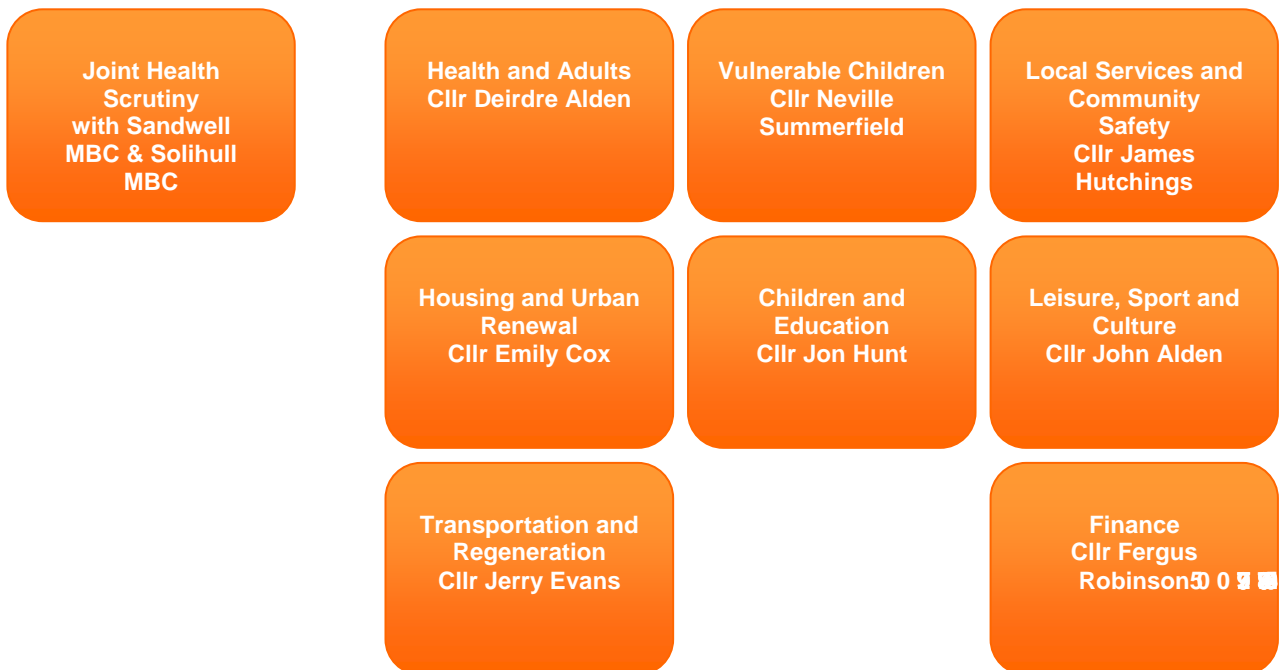 Joint Health
Scrutiny
with Sandwell
MBC & Solihull
MBC
Health and Adults
Cllr Deirdre Alden
Vulnerable Children
Cllr Neville
Summerfield
Local Services and
Community
Safety
Cllr James
Hutchings
Housing and Urban
Renewal
Cllr Emily Cox
Children and
Education
Cllr Jon Hunt
Leisure, Sport and
Culture
Cllr John Alden
Transportation and
Regeneration
Cllr Jerry Evans
Finance
Cllr Fergus
Robinson